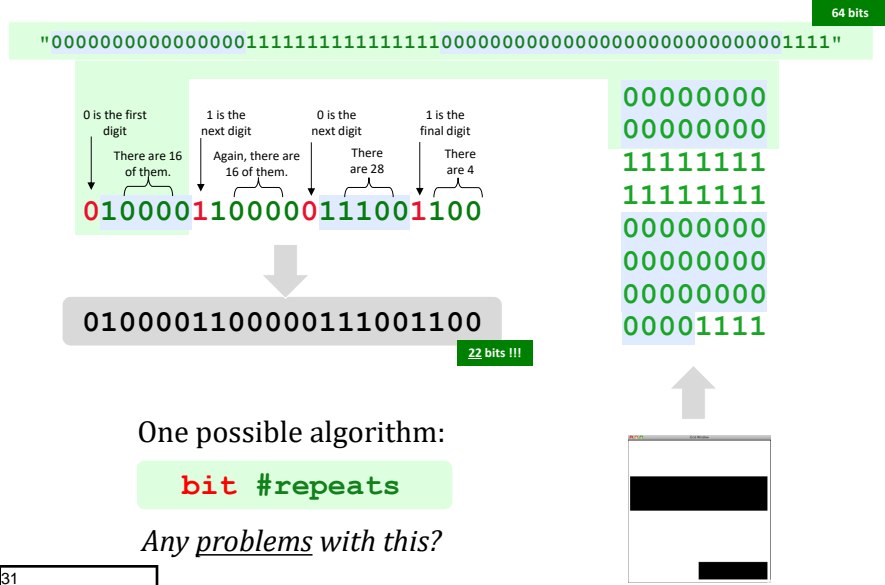 64 bits
"0000000000000000111111111111111100000000000000000000000000001111"
0 is the first
digit
1 is the
next digit
0 is the
next digit
1 is the
final digit
There are 16
of them.
Again, there are
16 of them.
There
are 28
There
are 4
0100001100000111001100
0100001100000111001100
22 bits !!!
00000000
00000000
11111111
11111111
00000000
00000000
00000000
00001111
One possible algorithm:
bit #repeats
Any problems with this?
31